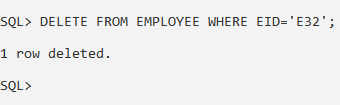 SQL> DELETE FROM EMPLOYEE WHERE EID='E32';
1 row deleted.
SQL>